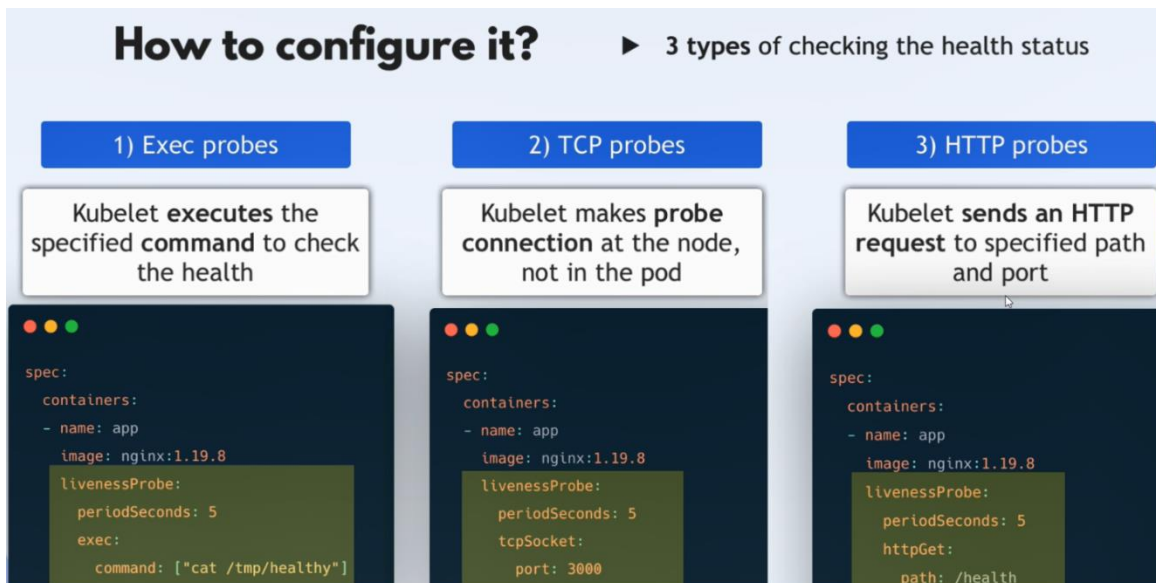 How to configure it?
▶ 3 types of checking the health status
1) Exec probes
Kubelet executes the
specified command to check
the health
spec:
containers:
- name: app
image: nginx:1.19.8
livenessProbe:
periodSeconds: 5
exec:
command: ["cat /tmp/healthy"]
2) TCP probes
Kubelet makes probe
connection at the node,
not in the pod
spec:
containers:
- name: app
image: nginx:1.19.8
livenessProbe:
periodSeconds: 5
tcpSocket:
port: 3000
3) HTTP probes
Kubelet sends an HTTP
request to specified path
and port
spec:
containers:
- name: app
image: nginx:1.19.8
livenessProbe:
periodSeconds: 5
httpGet:
path: /health